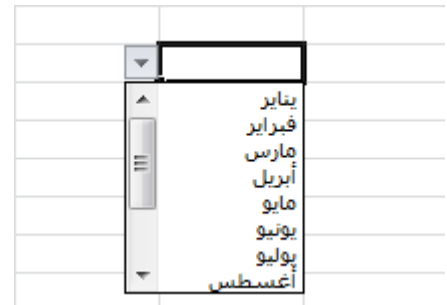 يناير
فبراير
مارس
أبريل
مايو
يونيو
يوليو
أغسطس